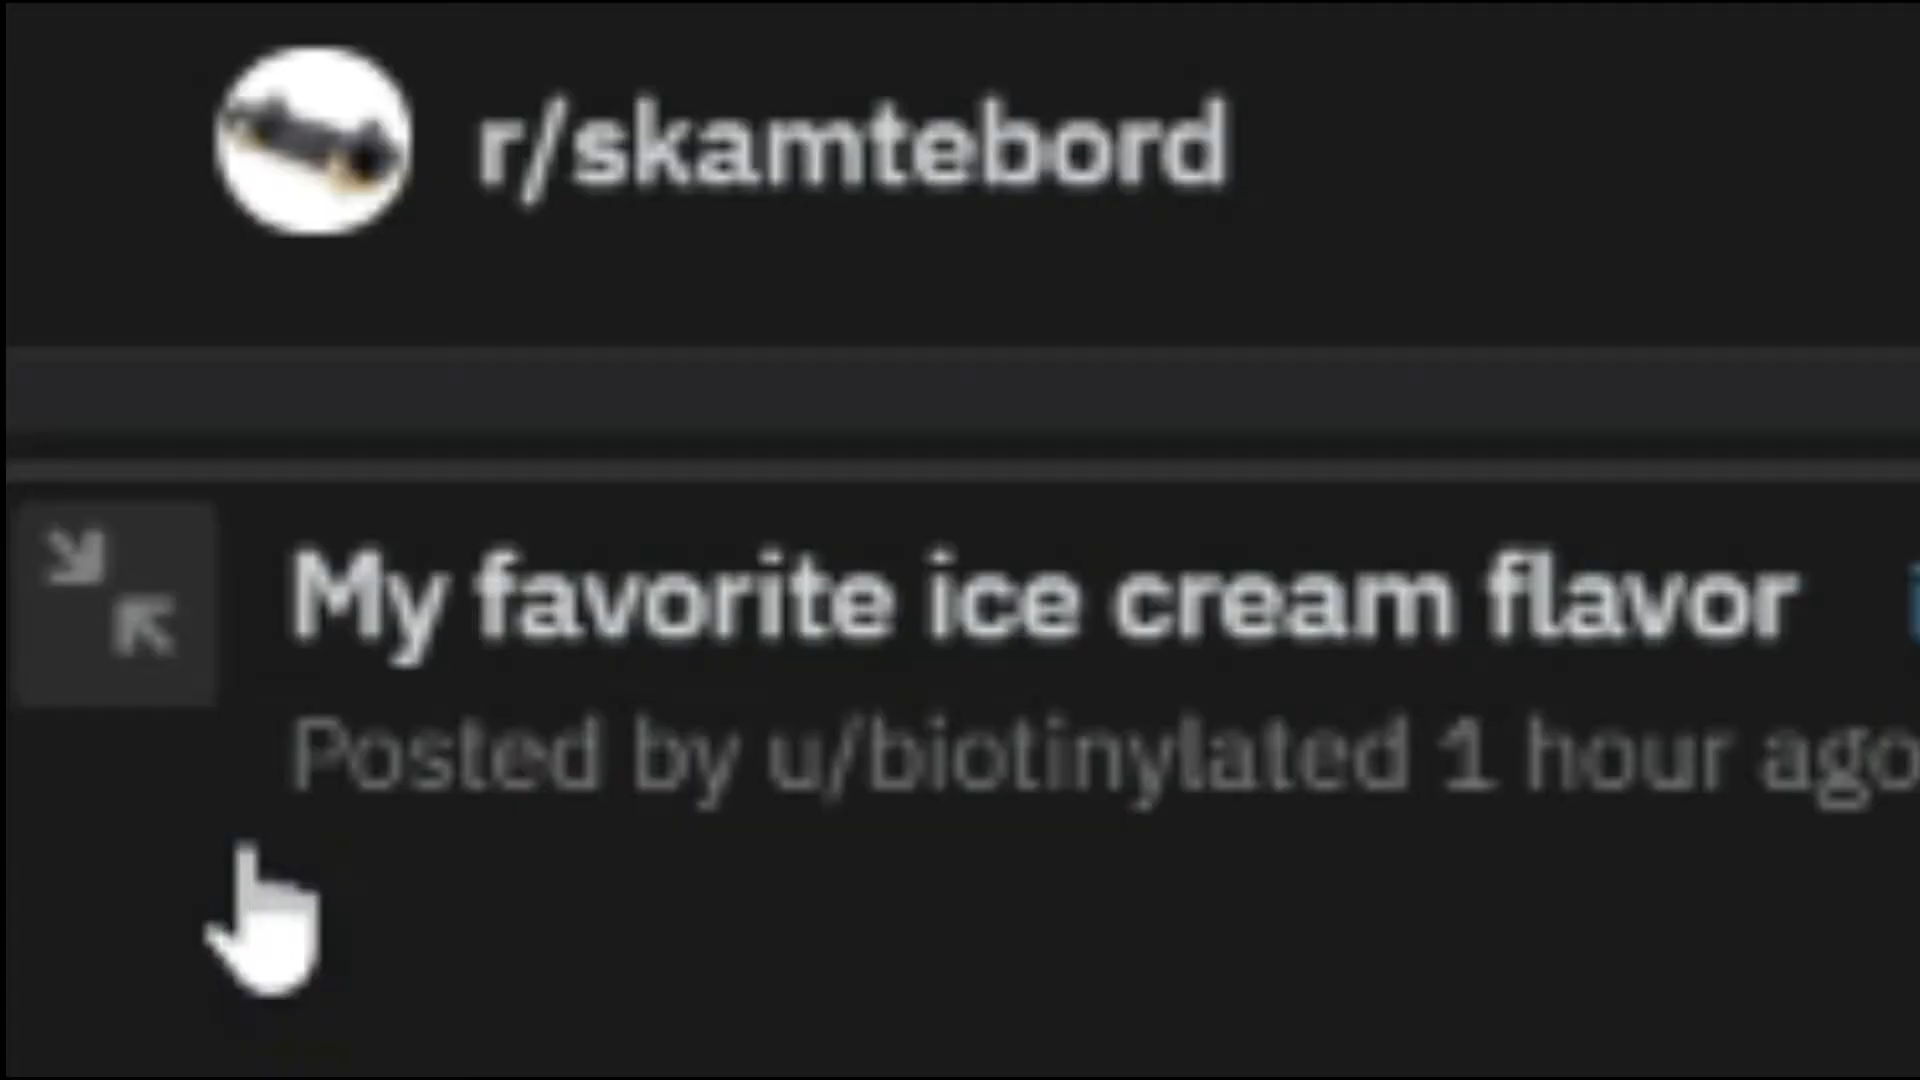 r/skamtebord
My favorite ice cream flavor
Posted by u/biotinylated 1 hour ago